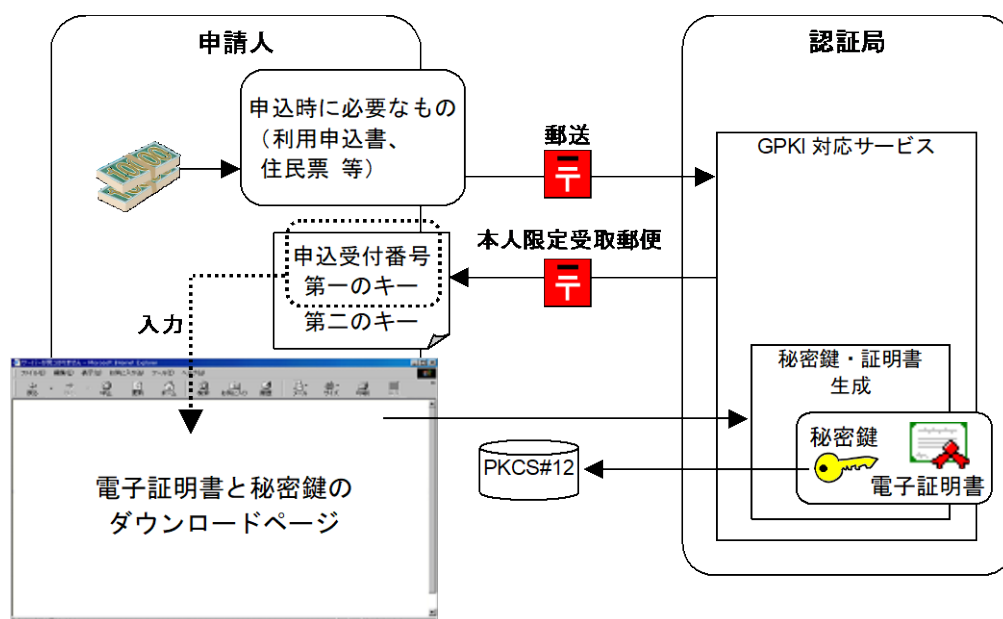 申請人
認証局
申込時に必要なもの
（利用申込書、
住民票 等）
郵送
GPKI 対応サービス
本人限定受取郵便
申込受付番号
第一のキー
第二のキー
入力
秘密鍵・証明書
生成
秘密鍵
電子証明書
PKCS#12
電子証明書と秘密鍵の
ダウンロードページ